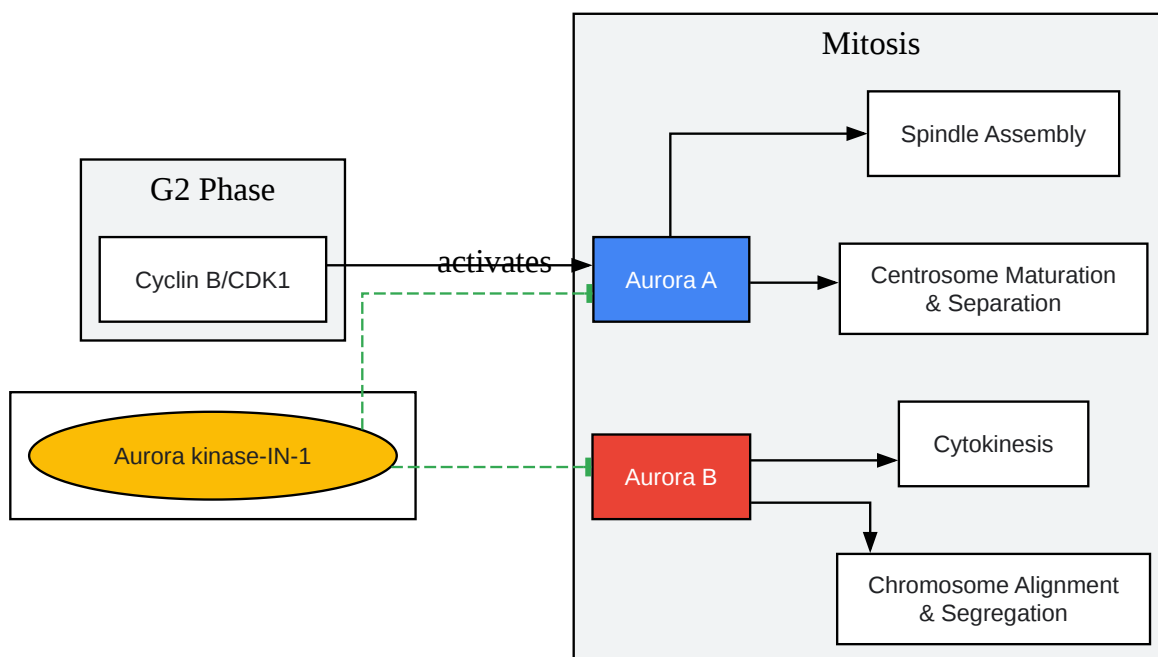 Mitosis
Spindle Assembly
G2 Phase
Cyclin B/CDK1
activates
Aurora A
Centrosome Maturation
& Separation
Aurora kinase-IN-1
Aurora B
Cytokinesis
Chromosome Alignment
& Segregation